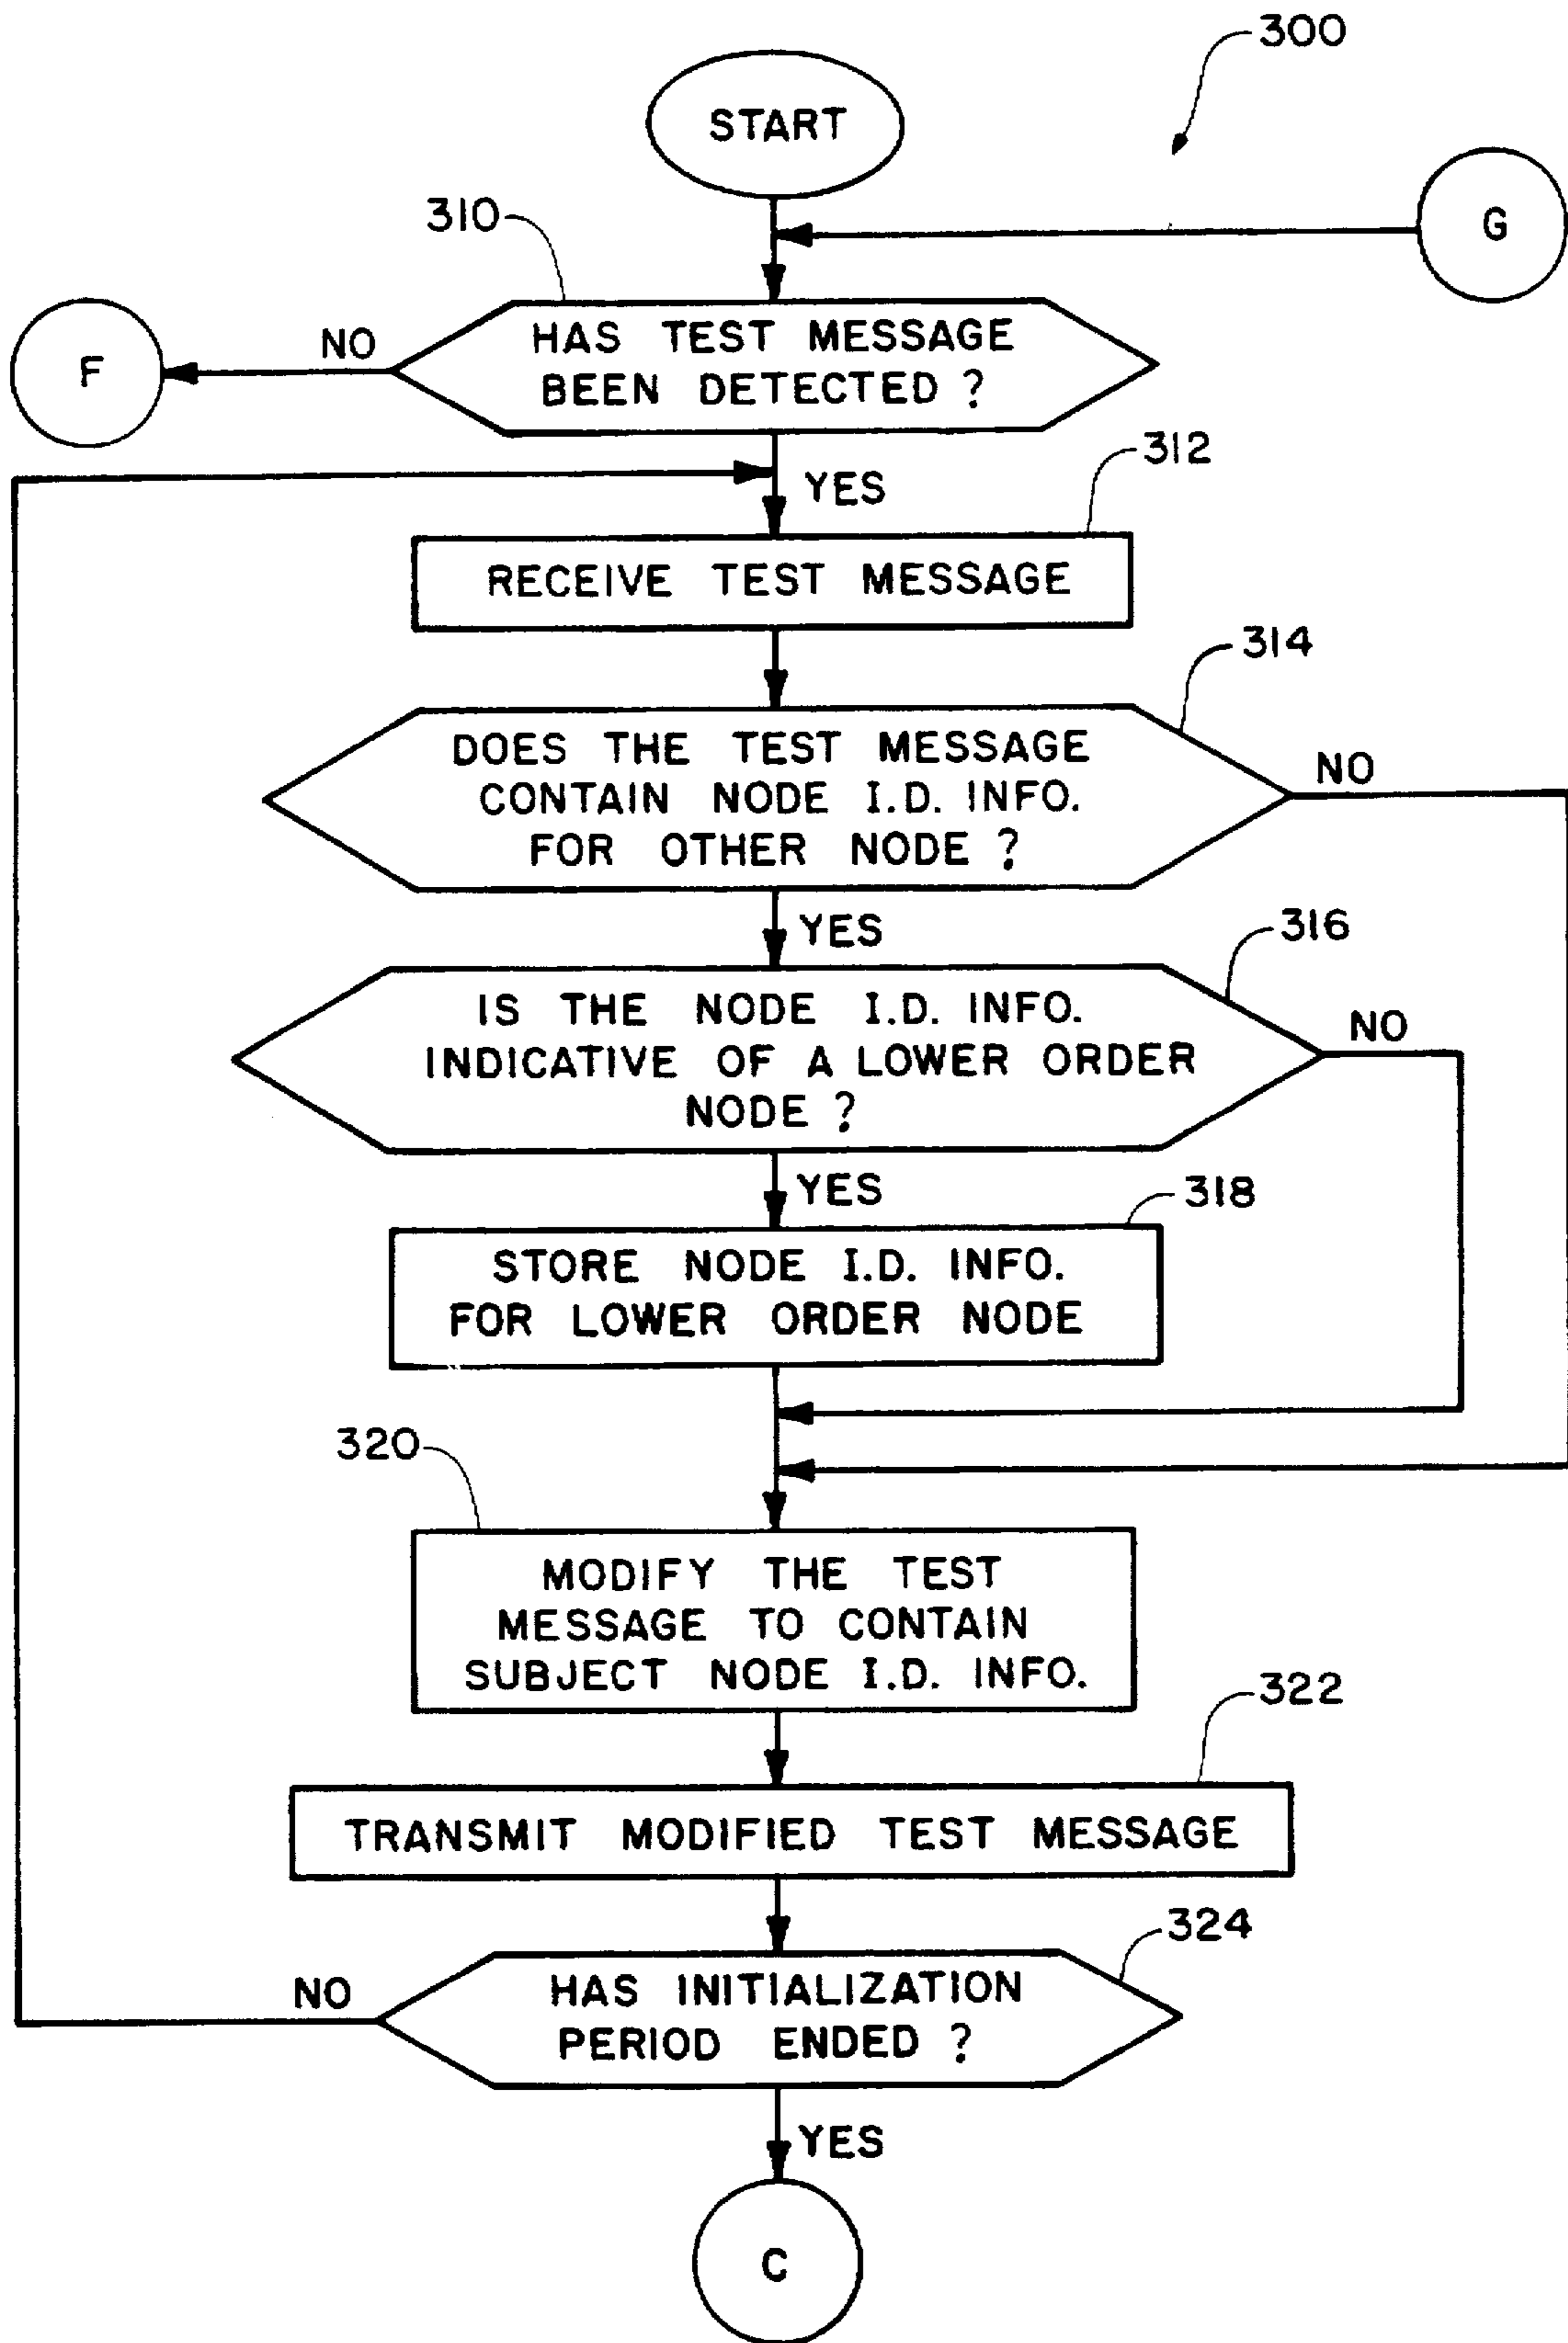 300
START
G
310
HAS TEST MESSAGE
BEEN DETECTED ?
NO
F
312
YES
RECEIVE TEST MESSAGE
314
DOES THE TEST MESSAGE
CONTAIN NODE I.D. INFO.
FOR OTHER NODE ?
NO
YES
316
IS THE NODE I.D. INFO.
INDICATIVE OF A LOWER ORDER
NODE ?
NO
YES
318
STORE NODE I.D. INFO.
FOR LOWER ORDER NODE
320
MODIFY THE TEST
MESSAGE TO CONTAIN
SUBJECT NODE I.D. INFO.
322
TRANSMIT MODIFIED TEST MESSAGE
324
HAS INITIALIZATION
PERIOD ENDED ?
NO
YES
C